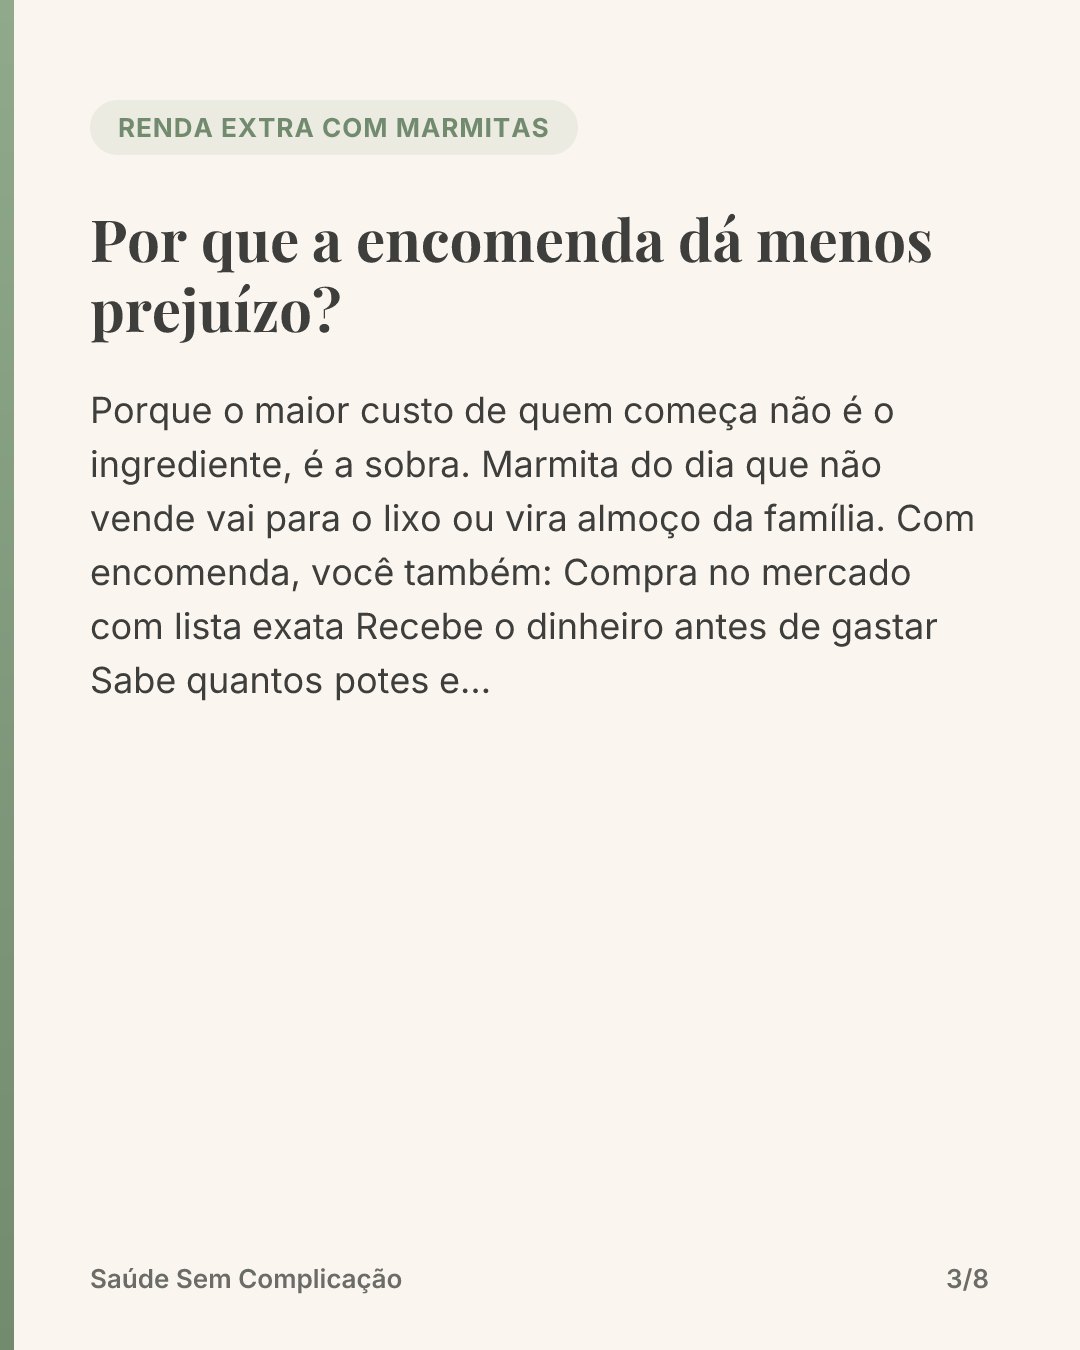 RENDA EXTRA COM MARMITAS
Por que a encomenda dá menos
prejuízo?
Porque o maior custo de quem começa não é o
ingrediente, é a sobra. Marmita do dia que não
vende vai para o lixo ou vira almoço da família. Com
encomenda, você também: Compra no mercado
com lista exata Recebe o dinheiro antes de gastar
Sabe quantos potes e...
Saúde Sem Complicação
3/8